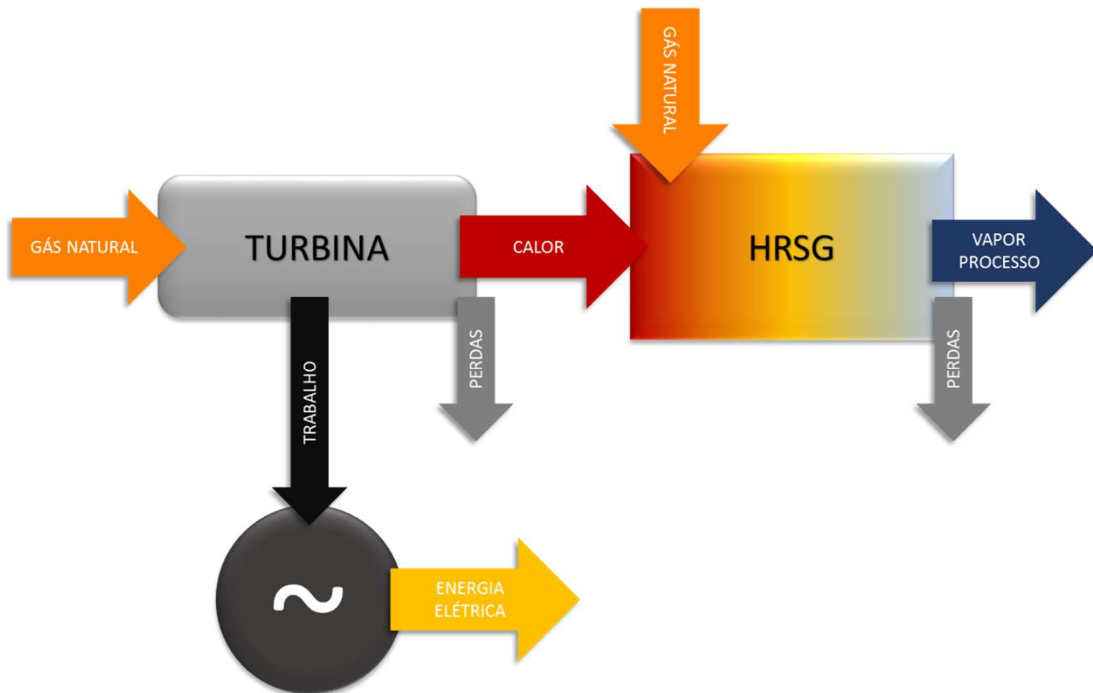 GÁS NATURAL
GÁS NATURAL
TURBINA
CALOR
HRSG
VAPOR
PROCESSO
TRABALHO
PERDAS
PERDAS
~
ENERGIA
ELÉTRICA